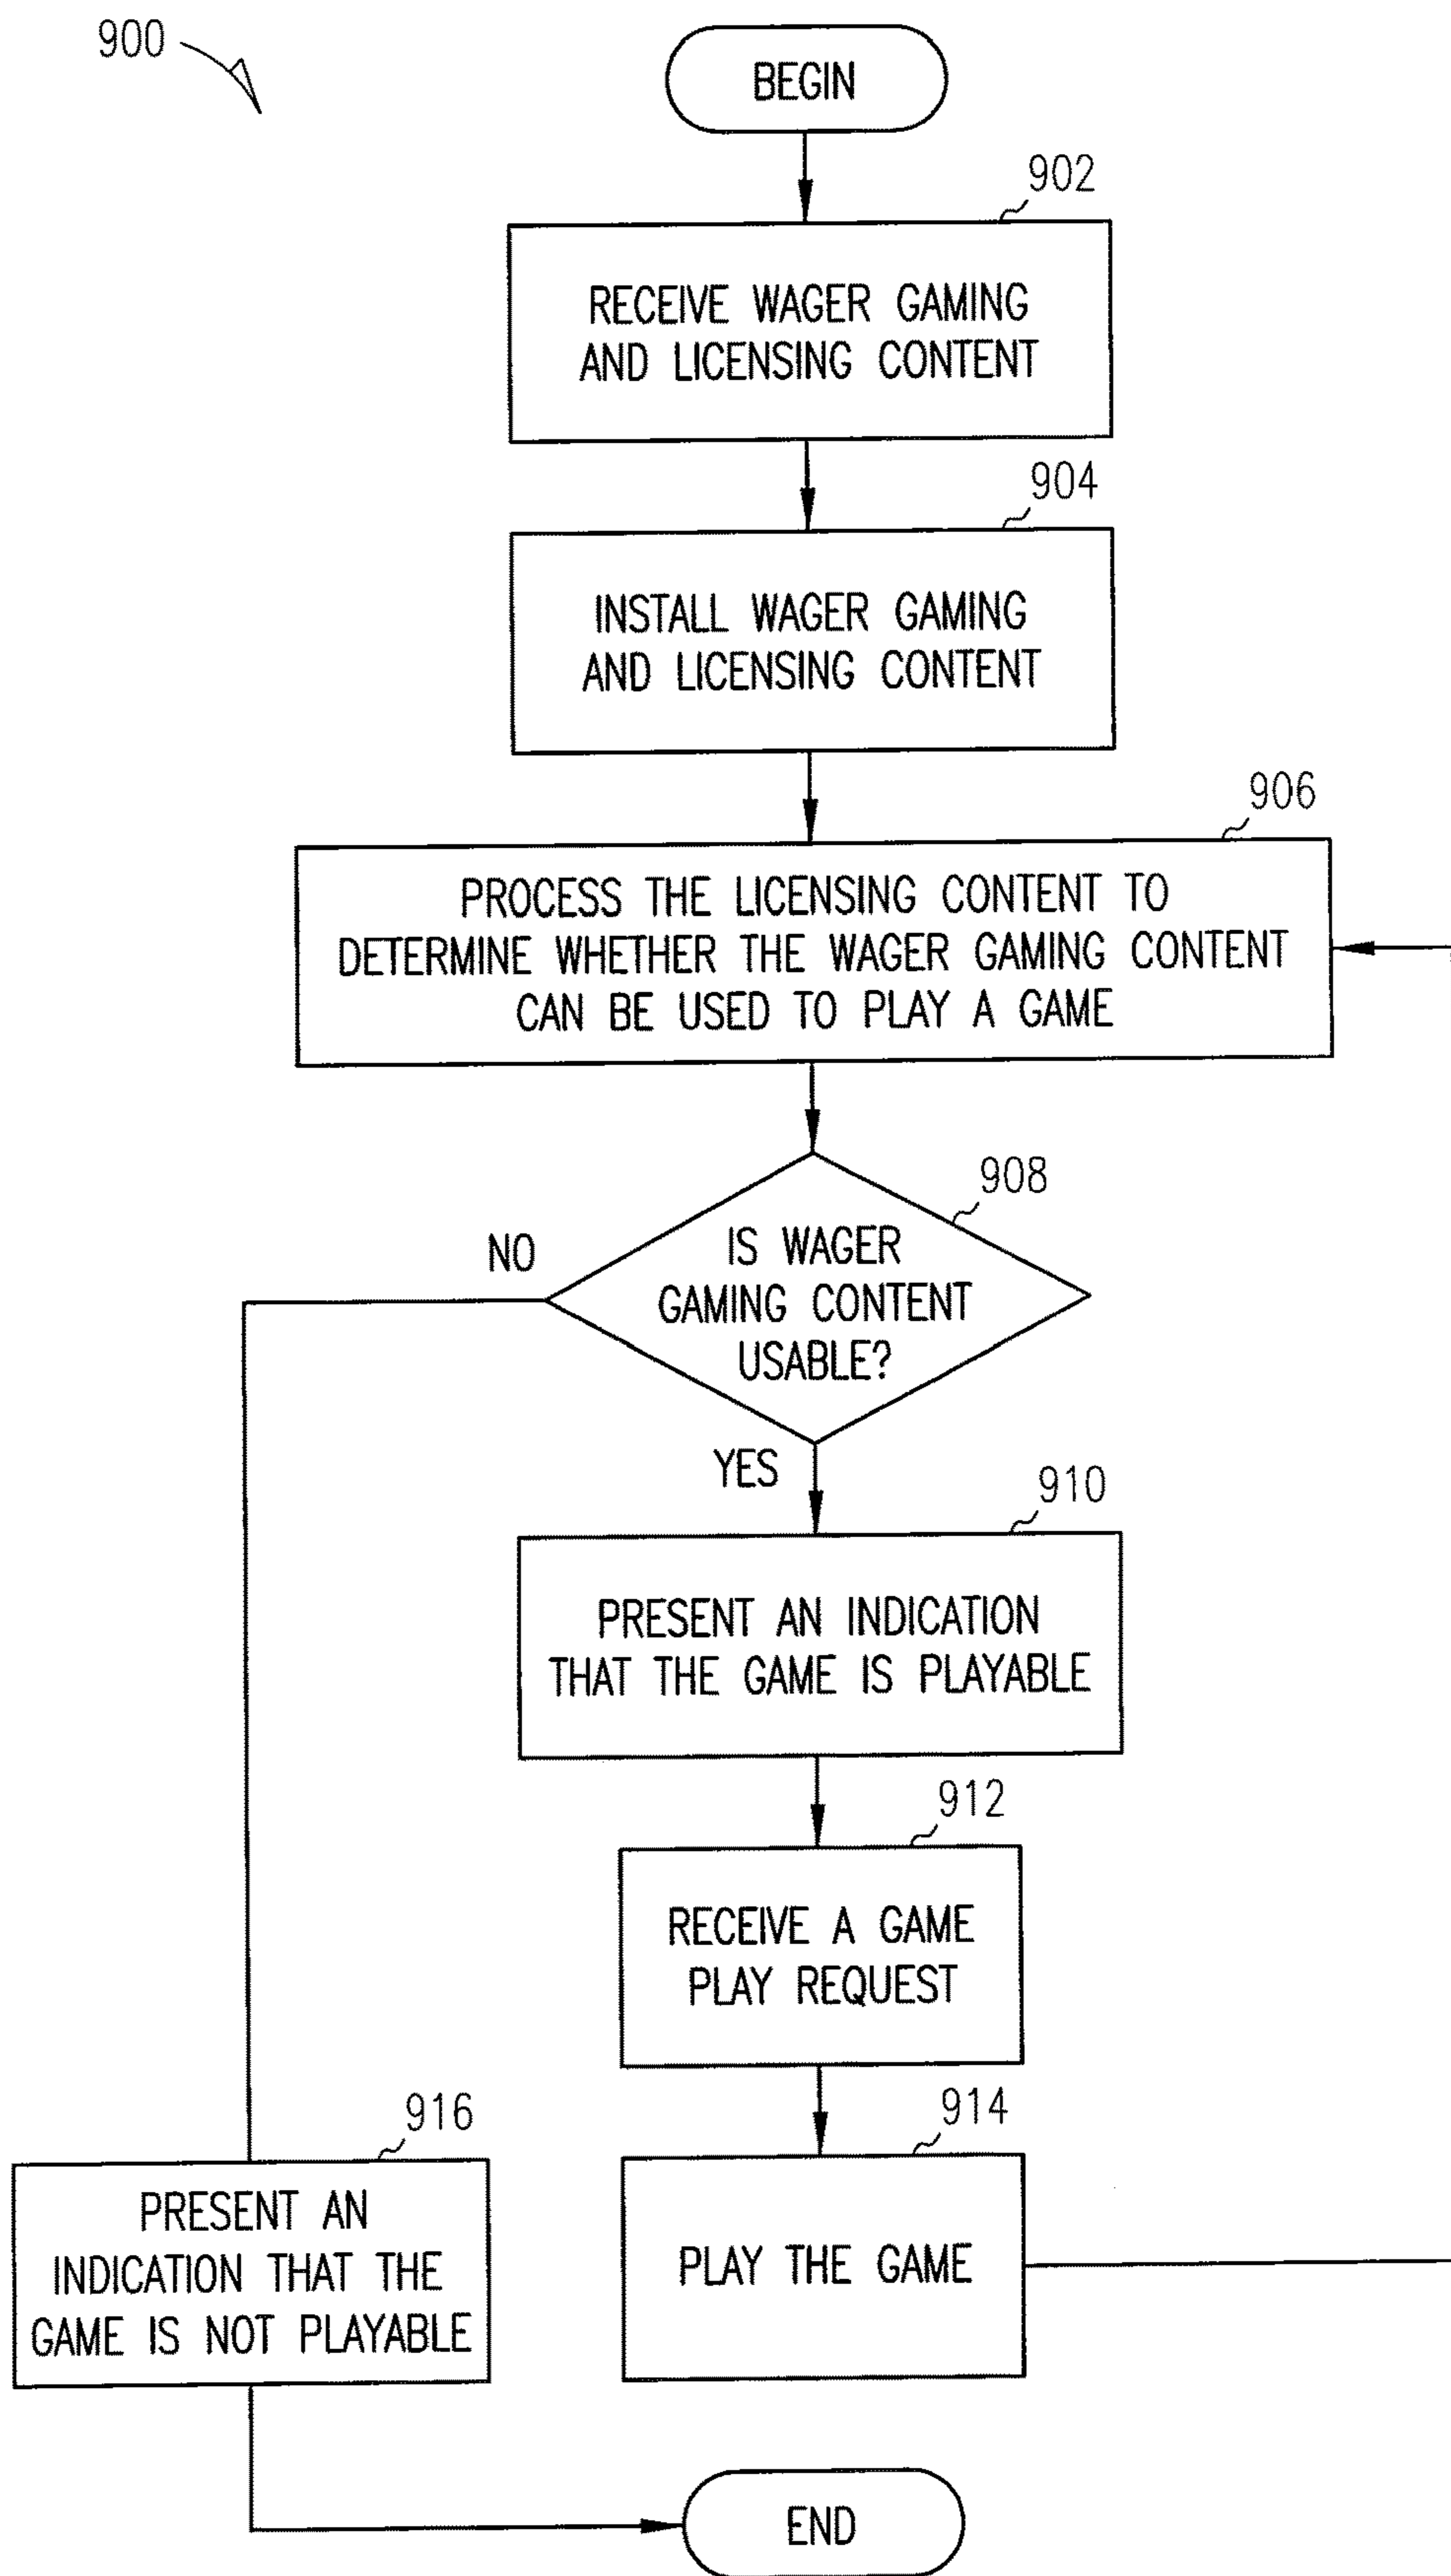 900
BEGIN
902
RECEIVE WAGER GAMING
AND LICENSING CONTENT
904
INSTALL WAGER GAMING
AND LICENSING CONTENT
906
PROCESS THE LICENSING CONTENT TO
DETERMINE WHETHER THE WAGER GAMING CONTENT
CAN BE USED TO PLAY A GAME
908
NO
IS WAGER
GAMING CONTENT
USABLE?
YES
910
PRESENT AN INDICATION
THAT THE GAME IS PLAYABLE
912
RECEIVE A GAME
PLAY REQUEST
914
PLAY THE GAME
916
PRESENT AN
INDICATION THAT THE
GAME IS NOT PLAYABLE
END